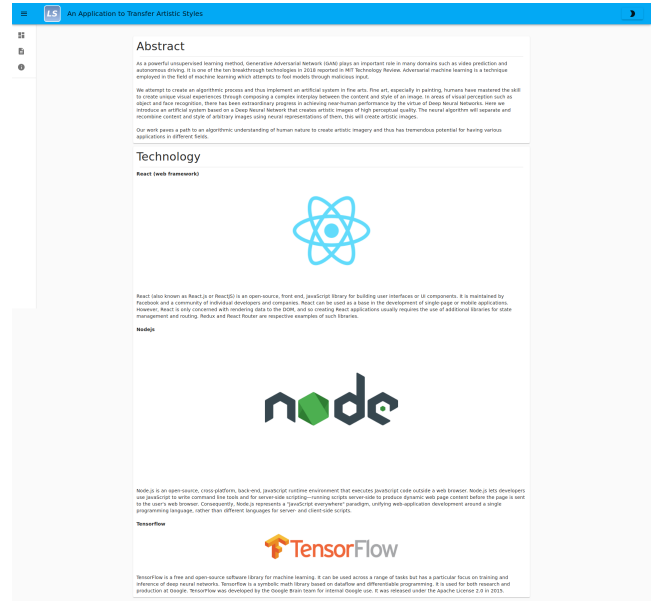 LS An Application to Transfer Artistic Styles
Abstract
As a powerful unsupervised learning method, Generative Adversarial Network (GAN) plays an important role in many domains such as video prediction and
autonomous driving. It is one of the ten breakthrough technologies in 2018 reported in MIT Technology Review. Adversarial machine learning is a technique
employed in the field of machine learning which attempts to fool models through malicious input.
We attempt to create an algorithmic process and thus implement an artificial system in fine arts. Fine art, especially in painting, humans have mastered the skill
to create unique visual experiences through composing a complex interplay between the content and style of an image. In areas of visual perception such as
object and face recognition, there has been extraordinary progress in achieving near-human performance by the virtue of Deep Neural Networks. Here we
introduce an artificial system based on a Deep Neural Network that creates artistic images of high perceptual quality. The neural algorithm will separate and
recombine content and style of arbitrary images using neural representations of them, this will create artistic images.
Our work paves a path to an algorithmic understanding of human nature to create artistic imagery and thus has tremendous potential for having various
applications in different fields.
Technology
React (web framework)
React (also known as React.js or ReactJS) is an open-source, front end, JavaScript library for building user interfaces or UI components. It is maintained by
Facebook and a community of individual developers and companies. React can be used as a base in the development of single-page or mobile applications.
However, React is only concerned with rendering data to the DOM, and so creating React applications usually requires the use of additional libraries for state
management and routing. Redux and React Router are respective examples of such libraries.
Nodejs
node
Node.js is an open-source, cross-platform, back-end, JavaScript runtime environment that executes JavaScript code outside a web browser. Node.js lets developers
use JavaScript to write command line tools and for server-side scripting—running scripts server-side to produce dynamic web page content before the page is sent
to the user's web browser. Consequently, Node.js represents a "JavaScript everywhere" paradigm, unifying web-application development around a single
programming language, rather than different languages for server- and client-side scripts.
Tensorflow
TensorFlow
TensorFlow is a free and open-source software library for machine learning. It can be used across a range of tasks but has a particular focus on training and
inference of deep neural networks. Tensorflow is a symbolic math library based on dataflow and differentiable programming. It is used for both research and
production at Google. TensorFlow was developed by the Google Brain team for internal Google use. It was released under the Apache License 2.0 in 2015.